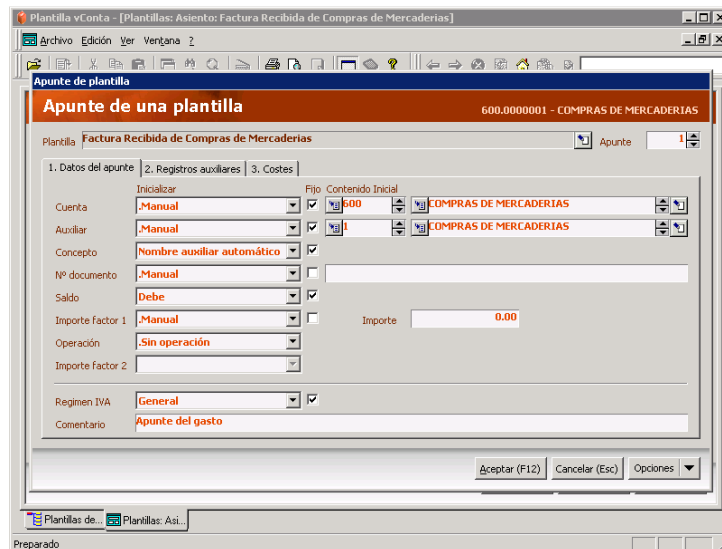 Plantilla vConta - [Plantillas: Asiento: Factura Recibida de Compras de Mercaderias]
Archivo Edición Ver Ventana ?
Apunte de plantilla
Apunte de una plantilla
600.0000001 - COMPRAS DE MERCADERIAS
Plantilla Factura Recibida de Compras de Mercaderias Apunte 1
1. Datos del apunte 2. Registros auxiliares 3. Costes
Inicializar Fijo Contenido Inicial
Cuenta .Manual 600 COMPRAS DE MERCADERIAS
Auxiliar .Manual 1 COMPRAS DE MERCADERIAS
Concepto Nombre auxiliar automático
Nº documento .Manual
Saldo Debe
Importe factor 1 .Manual Importe 0.00
Operación .Sin operación
Importe factor 2
Regimen IVA General
Comentario Apunte del gasto
Aceptar (F12) Cancelar (Esc) Opciones
Plantillas de... Plantillas: Asi...
Preparado